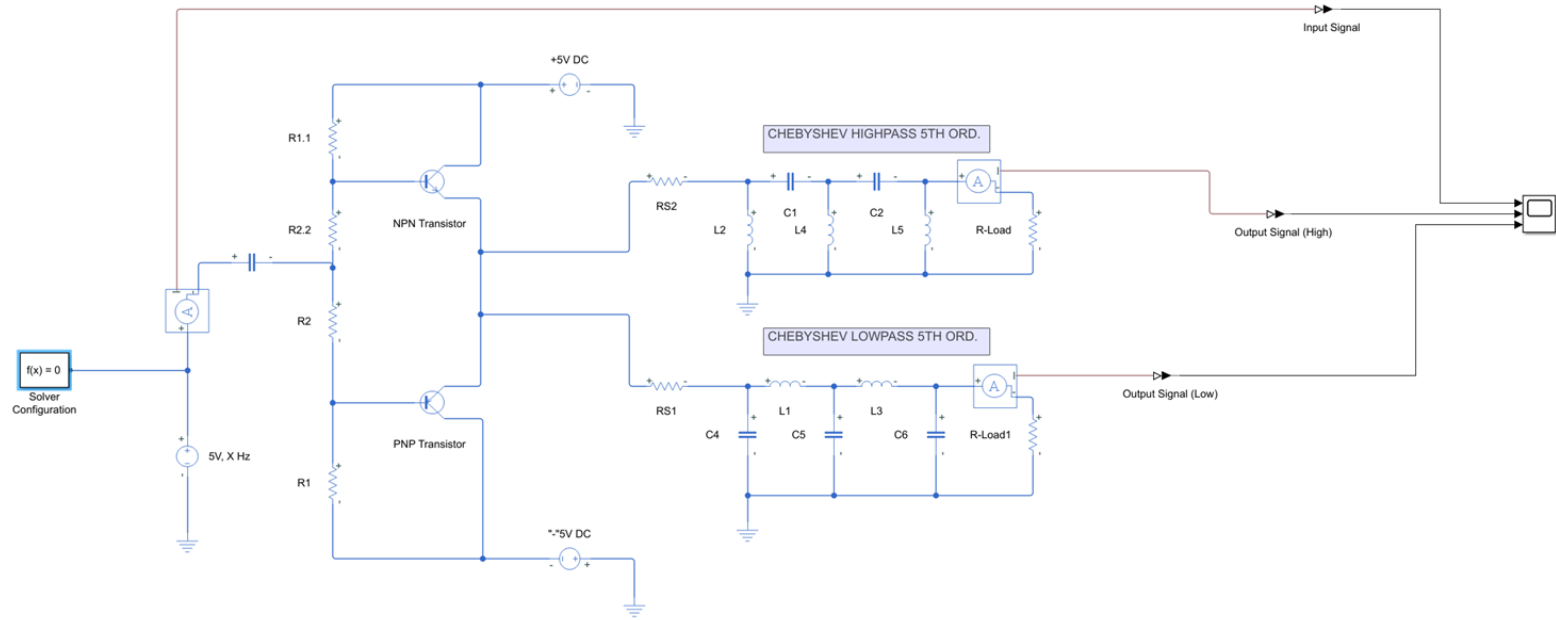 Input Signal
+5V DC
+
-
R1.1
+
-
CHEBYSHEV HIGHPASS 5TH ORD.
NPN Transistor
R2.2
+
-
RS2
+
-
L2
+
-
C1
+
-
L4
+
-
C2
+
-
L5
+
-
A
+
-
I
R-Load
+
-
Output Signal (High)
+
-
A
+
-
I
R2
+
-
CHEBYSHEV LOWPASS 5TH ORD.
f(x) = 0
Solver
Configuration
RS1
+
-
L1
+
-
L3
+
-
C4
+
-
C5
+
-
C6
+
-
A
+
-
I
R-Load1
+
-
Output Signal (Low)
PNP Transistor
+
5V, X Hz
-
R1
+
-
"-"5V DC
-
+